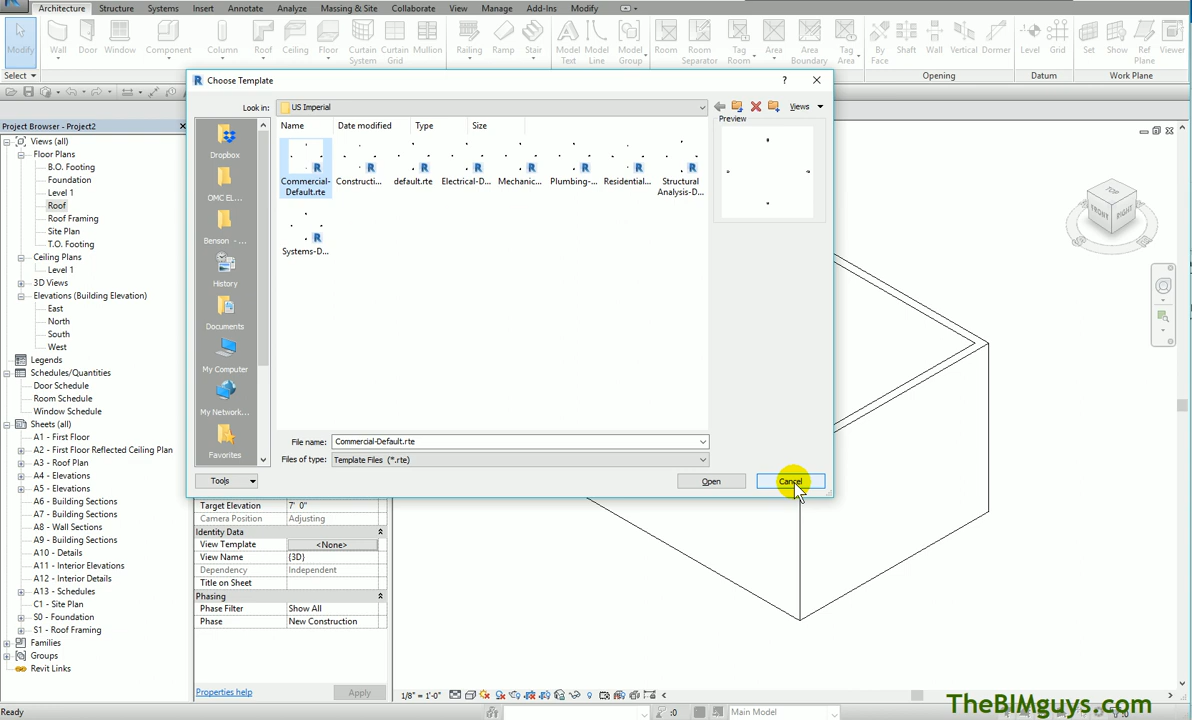 Architecture Structure Systems Insert Annotate Analyze Massing & Site Collaborate View Manage Add-Ins Modify
Modify Wall Door Window Component Column Roof Ceiling Floor Curtain System Curtain Grid Mullion Railing Ramp Stair Model Text Model Line Model Group Room Room Separator Tag Room Area Area Boundary Tag Area By Face Shaft Wall Vertical Dormer Level Grid Set Show Ref Plane Viewer
Select Opening Datum Work Plane
Project Browser - Project2
Views (all)
Floor Plans
B.O. Footing
Foundation
Level 1
Roof
Roof Framing
Site Plan
T.O. Footing
Ceiling Plans
Level 1
3D Views
Elevations (Building Elevation)
East
North
South
West
Legends
Schedules/Quantities
Door Schedule
Room Schedule
Window Schedule
Sheets (all)
A1 - First Floor
A2 - First Floor Reflected Ceiling Plan
A3 - Roof Plan
A4 - Elevations
A5 - Elevations
A6 - Building Sections
A7 - Building Sections
A8 - Wall Sections
A9 - Building Sections
A10 - Details
A11 - Interior Elevations
A12 - Interior Details
A13 - Schedules
C1 - Site Plan
S0 - Foundation
S1 - Roof Framing
Families
Groups
Revit Links
Choose Template
?
Look in: US Imperial
Views
Dropbox
OMC EL...
Benson -...
History
Documents
My Computer
My Network...
Favorites
Name Date modified Type Size
Commercial-Default.rte
Constructi...
default.rte
Electrical-D...
Mechanic...
Plumbing-...
Residential...
Structural Analysis-D...
Systems-D...
Preview
File name: Commercial-Default.rte
Files of type: Template Files (*.rte)
Tools Open Cancel
Target Elevation 7' 0"
Camera Position Adjusting
Identity Data
View Template <None>
View Name {3D}
Dependency Independent
Title on Sheet
Phasing
Phase Filter Show All
Phase New Construction
Properties help Apply
TOP
FRONT RIGHT
1/8" = 1'-0"
Ready
:0
Main Model
TheBIMguys.com